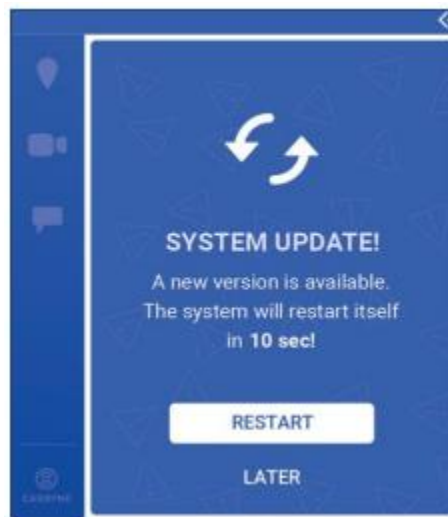 SYSTEM UPDATE!
A new version is available.
The system will restart itself
in 10 sec!
RESTART
LATER